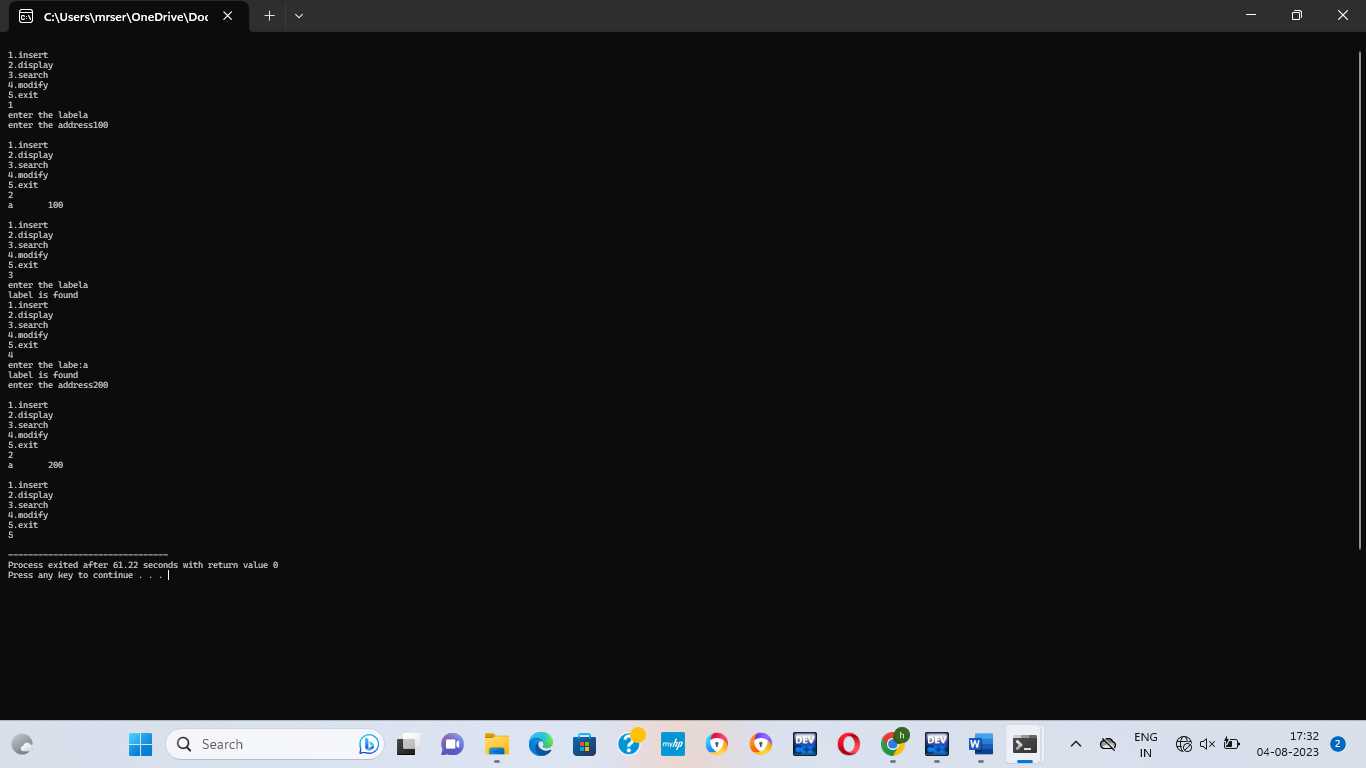 C:\Users\mrser\OneDrive\Doc
1.insert
2.display
3.search
4.modify
5.exit
1
enter the labela
enter the address100
1.insert
2.display
3.search
4.modify
5.exit
2
a 100
1.insert
2.display
3.search
4.modify
5.exit
3
enter the labela
label is found
1.insert
2.display
3.search
4.modify
5.exit
4
enter the labe:a
label is found
enter the address200
1.insert
2.display
3.search
4.modify
5.exit
2
a 200
1.insert
2.display
3.search
4.modify
5.exit
5
--------------------------------
Process exited after 61.22 seconds with return value 0
Press any key to continue . . .
Search
myhp
DEV
h
DEV
W
ENG
IN
17:32
04-08-2023
2